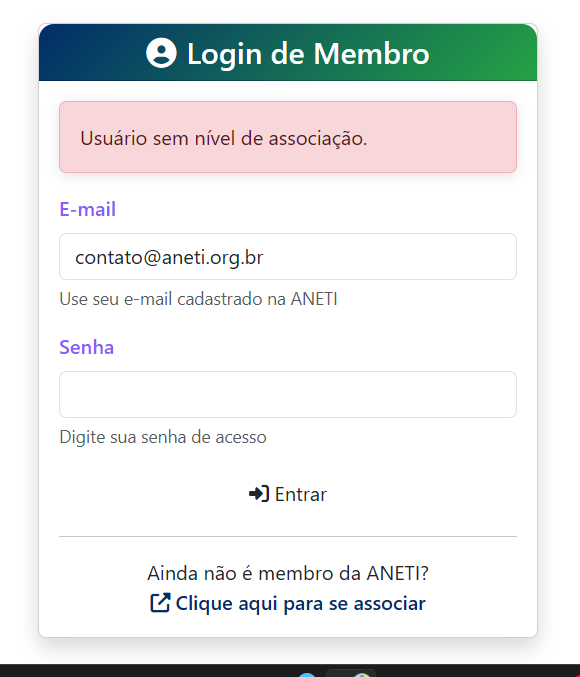 Login de Membro
Usuário sem nível de associação.
E-mail
contato@aneti.org.br
Use seu e-mail cadastrado na ANETI
Senha
Digite sua senha de acesso
Entrar
Ainda não é membro da ANETI?
Clique aqui para se associar